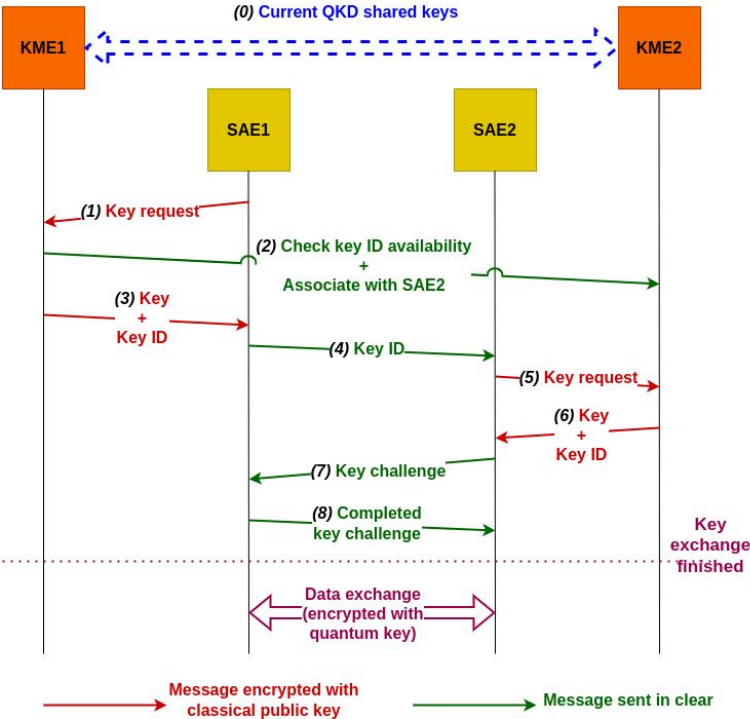 (0) Current QKD shared keys
KME1
KME2
SAE1
SAE2
(1) Key request
(2) Check key ID availability
+
Associate with SAE2
(3) Key
+
Key ID
(4) Key ID
(5) Key request
(6) Key
+
Key ID
(7) Key challenge
(8) Completed
key challenge
Key
exchange
finished
Data exchange
(encrypted with
quantum key)
Message encrypted with
classical public key
Message sent in clear